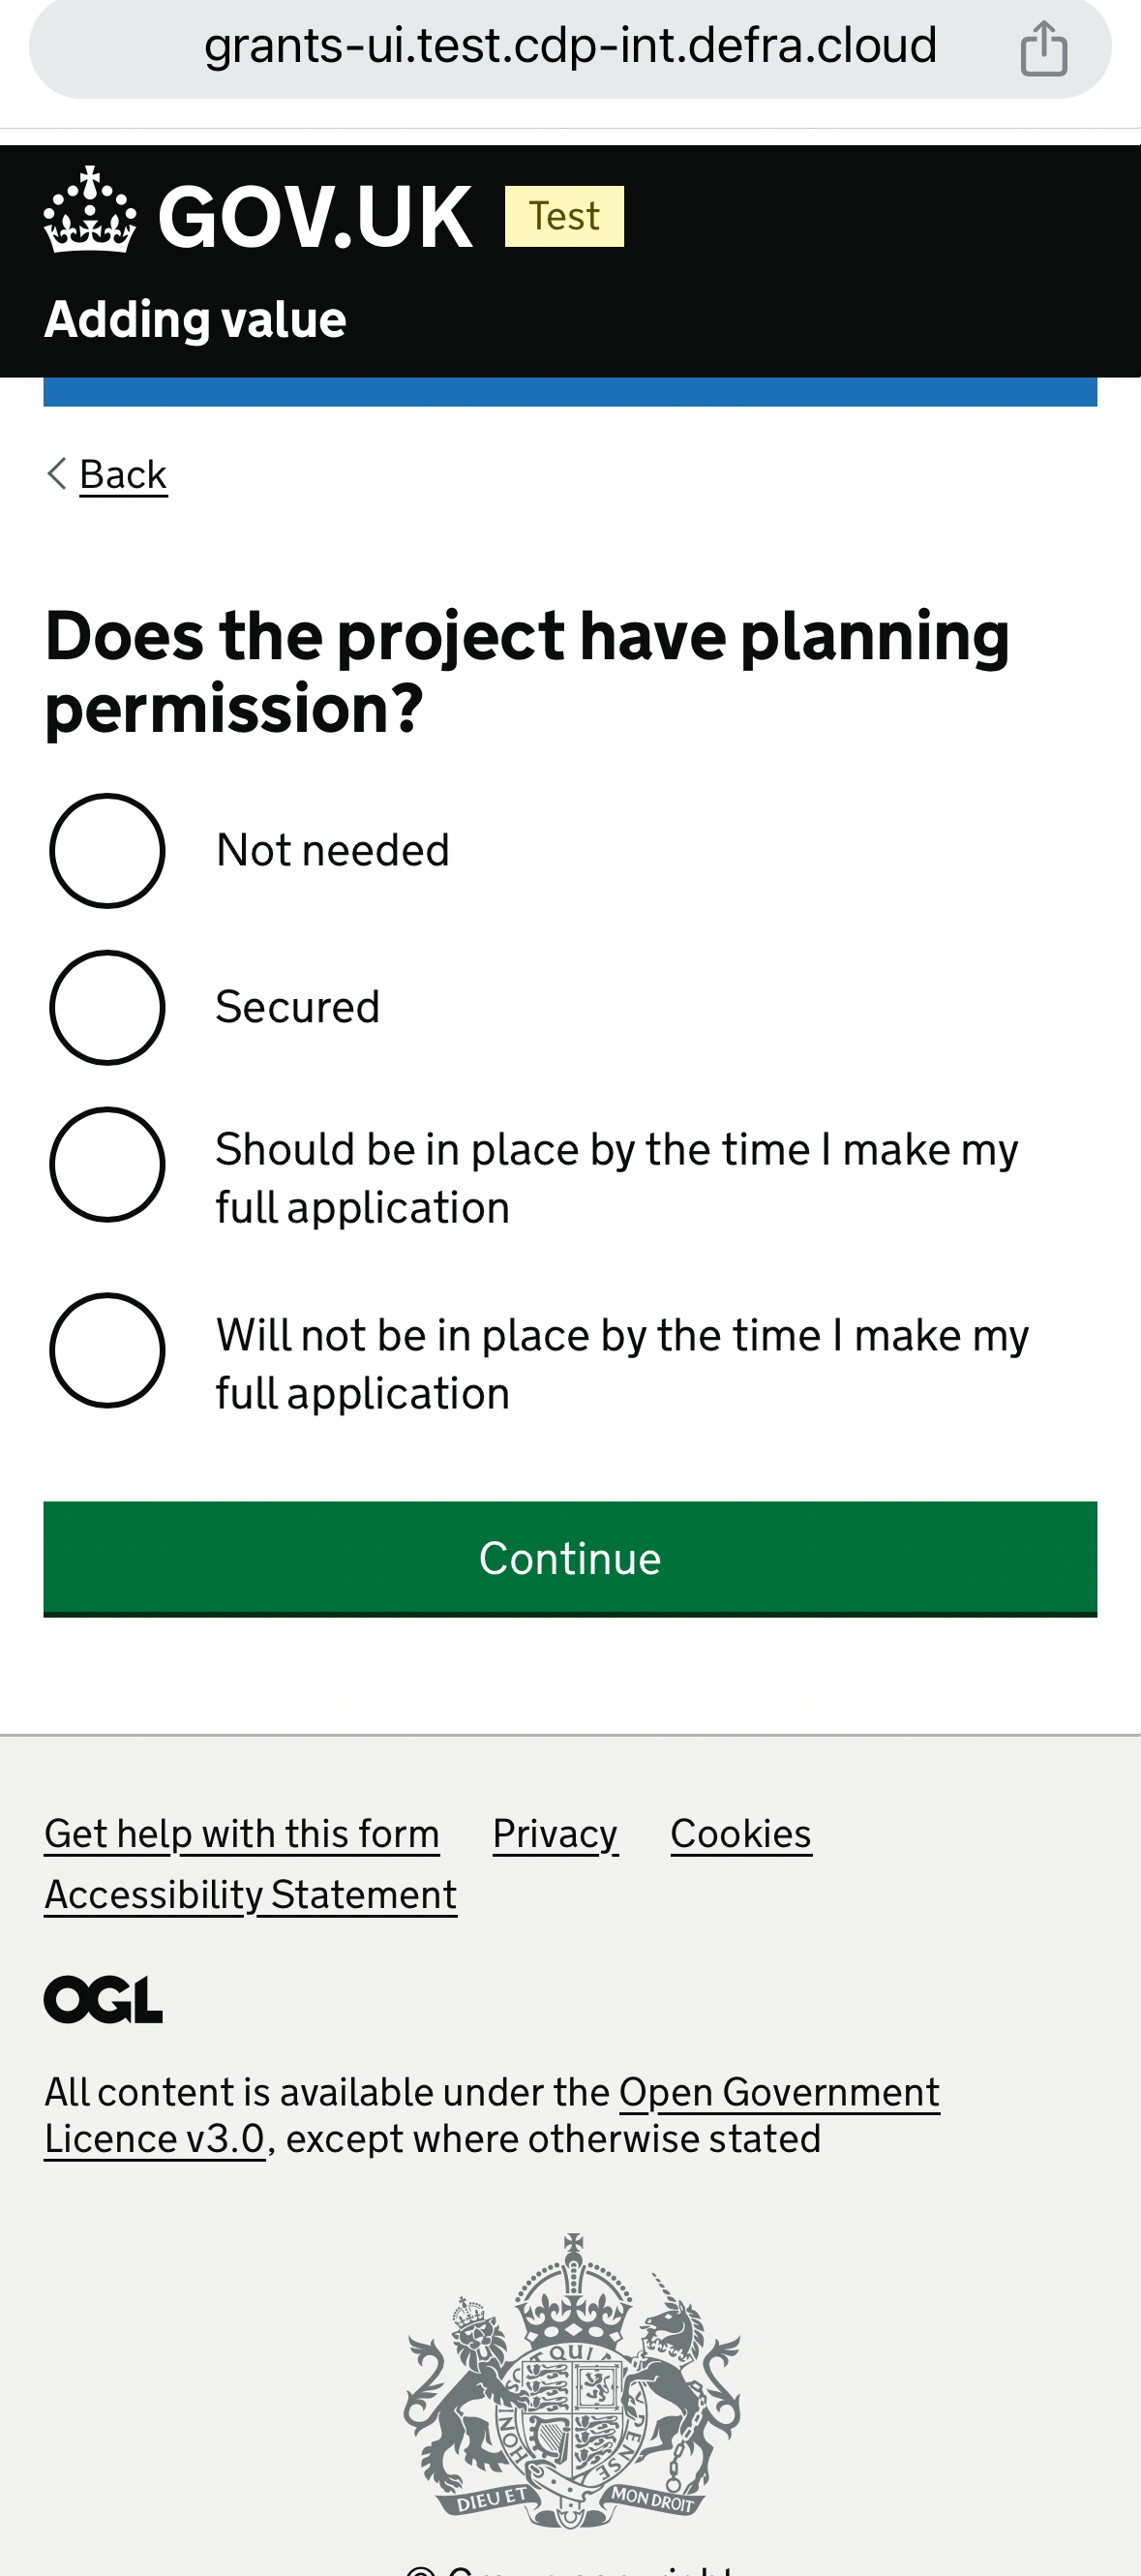 grants-ui.test.cdp-int.defra.cloud
GOV.UK Test
Adding value
Back
Does the project have planning
permission?
Not needed
Secured
Should be in place by the time I make my
full application
Will not be in place by the time I make my
full application
Continue
Get help with this form Privacy Cookies
Accessibility Statement
OGL
All content is available under the Open Government
Licence v3.0, except where otherwise stated
DIEU ET MON DROIT